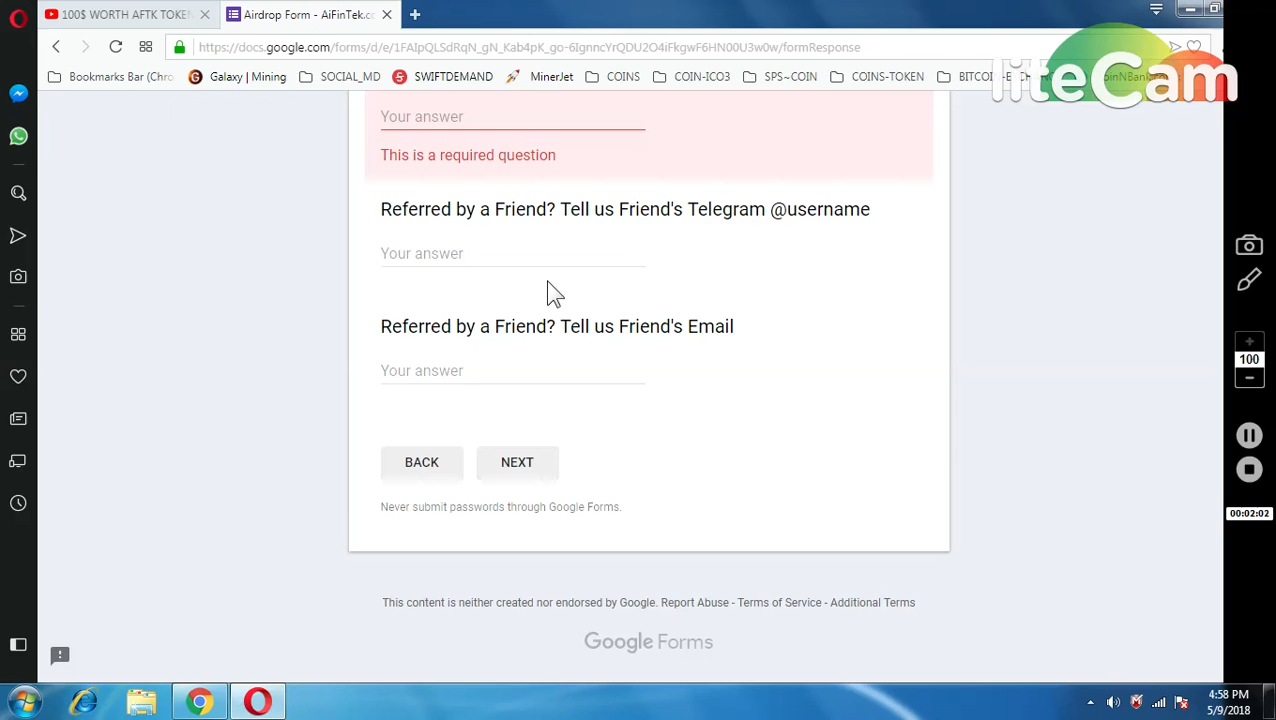 100$ WORTH AFTK TOKEN
Airdrop Form - AiFinTek.cc
https://docs.google.com/forms/d/e/1FAIpQLSdRqN_gN_Kab4pK_go-6IgnncYrQDU2O4iFkgwF6HN00U3w0w/formResponse
Bookmarks Bar (Chro
Galaxy | Mining
SOCIAL_MD
SWIFTDEMAND
MinerJet
COINS
COIN-ICO3
SPS~COIN
COINS-TOKEN
liteCam
Your answer
This is a required question
Referred by a Friend? Tell us Friend's Telegram @username
Your answer
Referred by a Friend? Tell us Friend's Email
Your answer
BACK
NEXT
Never submit passwords through Google Forms.
This content is neither created nor endorsed by Google. Report Abuse - Terms of Service - Additional Terms
Google Forms
100
00:02:02
4:58 PM
5/9/2018